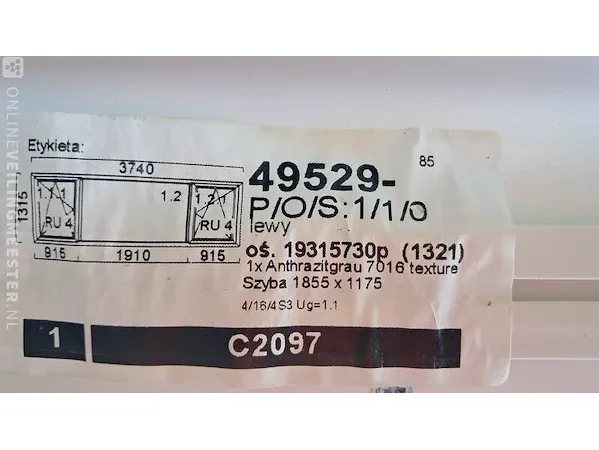 ONLINEVEILINGMEESTER.NL
Etykieta:
3740
1315
1.1.1
RU 4
1.2
1.2.1
RU 4
915
1910
915
49529-
85
P/O/S:1/1/0
lewy
oś. 19315730p (1321)
1x Anthrazitgrau 7016 texture
Szyba 1855 x 1175
4/16/4S3 Ug=1.1
1
C2097